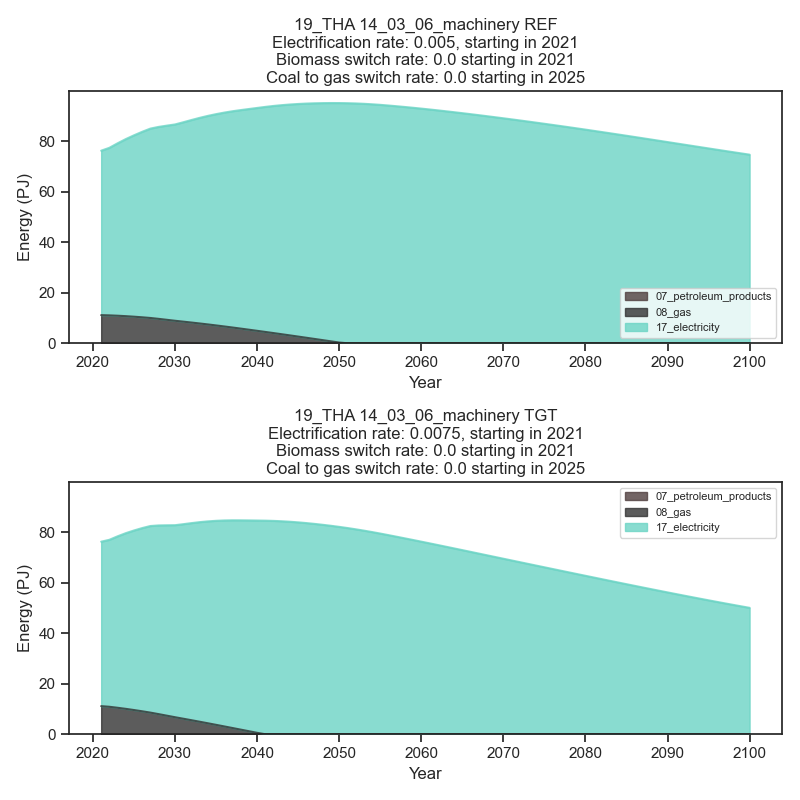 19_THA 14_03_06_machinery REF
Electrification rate: 0.005, starting in 2021
Biomass switch rate: 0.0 starting in 2021
Coal to gas switch rate: 0.0 starting in 2025
Energy (PJ)
80
60
40
20
0
07_petroleum_products
08_gas
17_electricity
2020 2030 2040 2050 2060 2070 2080 2090 2100
Year
19_THA 14_03_06_machinery TGT
Electrification rate: 0.0075, starting in 2021
Biomass switch rate: 0.0 starting in 2021
Coal to gas switch rate: 0.0 starting in 2025
07_petroleum_products
08_gas
17_electricity
Energy (PJ)
80
60
40
20
0
2020 2030 2040 2050 2060 2070 2080 2090 2100
Year